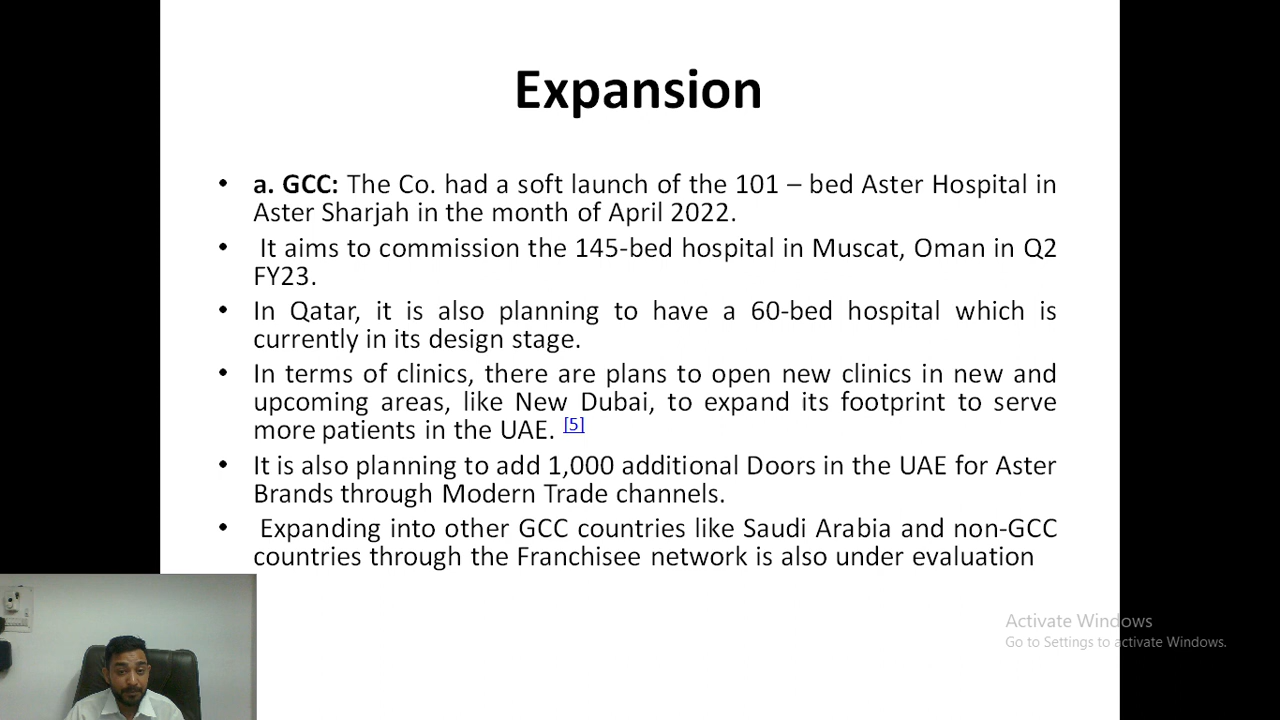 Expansion
• a. GCC: The Co. had a soft launch of the 101 – bed Aster Hospital in
Aster Sharjah in the month of April 2022.
• It aims to commission the 145-bed hospital in Muscat, Oman in Q2
FY23.
• In Qatar, it is also planning to have a 60-bed hospital which is
currently in its design stage.
• In terms of clinics, there are plans to open new clinics in new and
upcoming areas, like New Dubai, to expand its footprint to serve
more patients in the UAE. [5]
• It is also planning to add 1,000 additional Doors in the UAE for Aster
Brands through Modern Trade channels.
• Expanding into other GCC countries like Saudi Arabia and non-GCC
countries through the Franchisee network is also under evaluation
Activate Windows
Go to Settings to activate Windows.